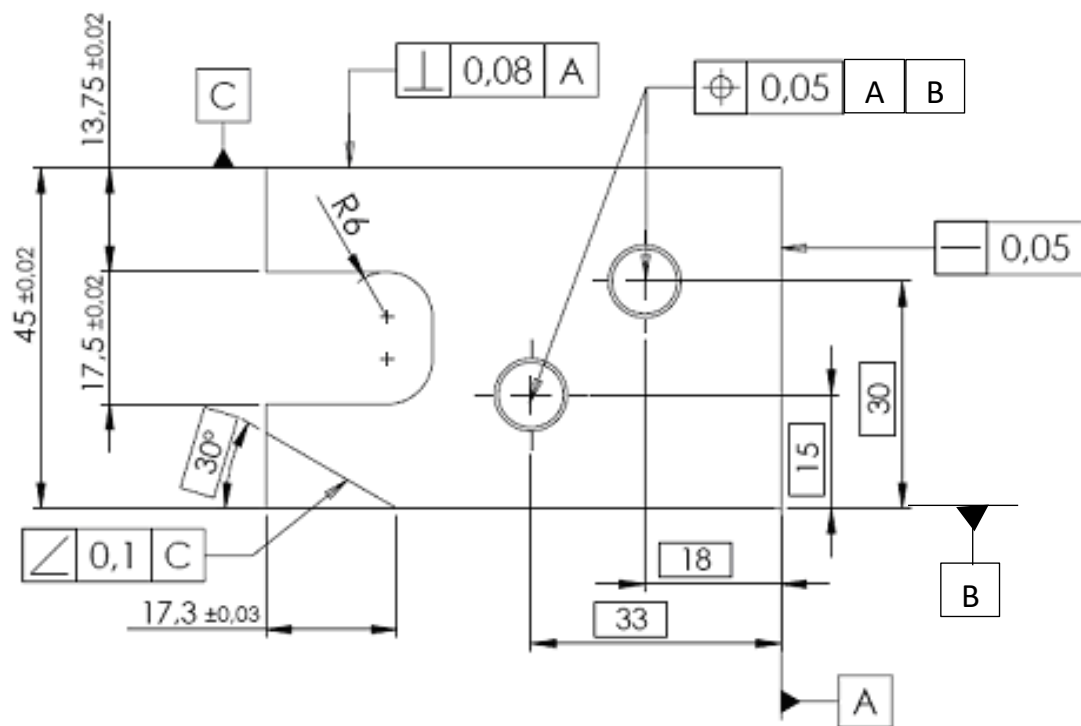 13,75 ±0,02
C
⊥ 0,08 A
⌖ 0,05 A B
R6
⏤ 0,05
45 ±0,02
17,5 ±0,02
30°
30
15
∠ 0,1 C
18
B
17,3 ±0,03
33
A